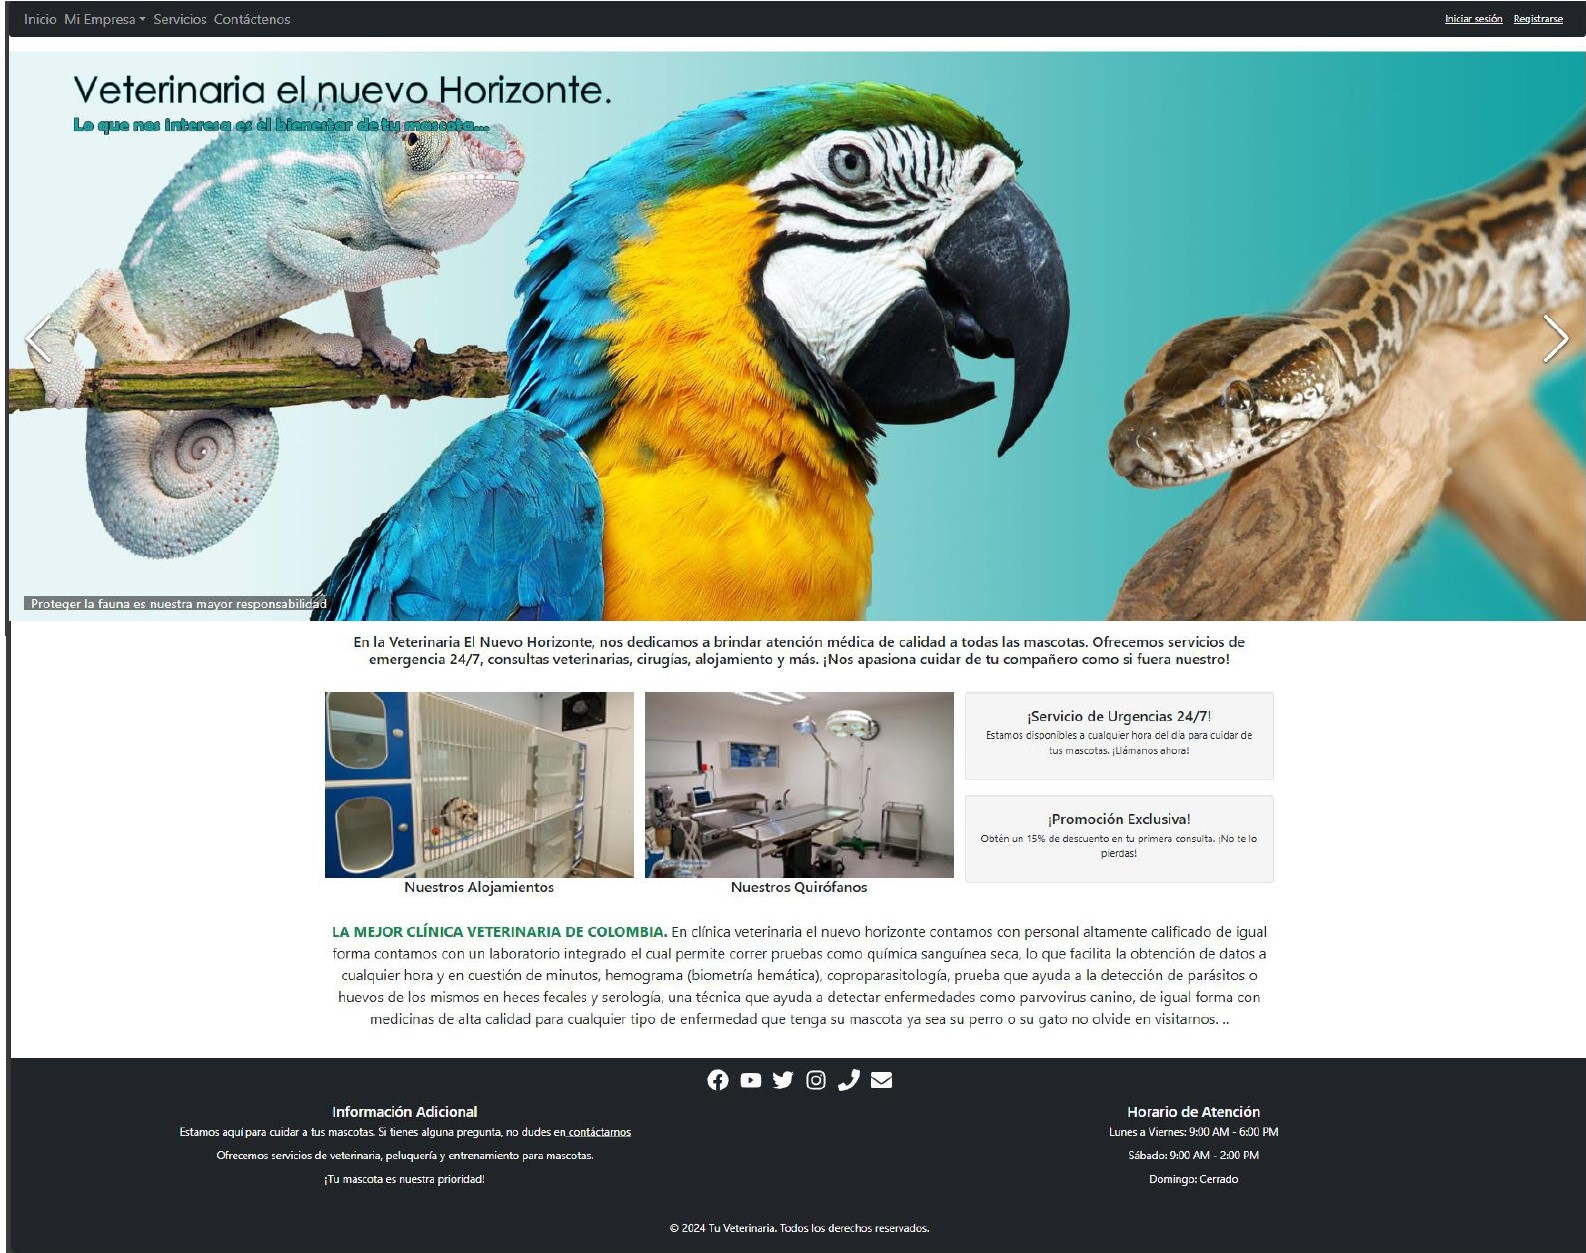 Inicio Mi Empresa Servicios Contáctenos
Iniciar sesión Registrarse
Veterinaria el nuevo Horizonte.
Lo que nos interesa es el bienestar de tu mascota...
Proteger la fauna es nuestra mayor responsabilidad
En la Veterinaria El Nuevo Horizonte, nos dedicamos a brindar atención médica de calidad a todas las mascotas. Ofrecemos servicios de
emergencia 24/7, consultas veterinarias, cirugías, alojamiento y más. ¡Nos apasiona cuidar de tu compañero como si fuera nuestro!
Nuestros Alojamientos
Nuestros Quirófanos
¡Servicio de Urgencias 24/7!
Estamos disponibles a cualquier hora del día para cuidar de
tus mascotas. ¡Llámanos ahora!
¡Promoción Exclusiva!
Obtén un 15% de descuento en tu primera consulta. ¡No te lo
pierdas!
LA MEJOR CLÍNICA VETERINARIA DE COLOMBIA. En clínica veterinaria el nuevo horizonte contamos con personal altamente calificado de igual
forma contamos con un laboratorio integrado el cual permite correr pruebas como química sanguínea seca, lo que facilita la obtención de datos a
cualquier hora y en cuestión de minutos, hemograma (biometría hemática), coproparasitología, prueba que ayuda a la detección de parásitos o
huevos de los mismos en heces fecales y serología, una técnica que ayuda a detectar enfermedades como parvovirus canino, de igual forma con
medicinas de alta calidad para cualquier tipo de enfermedad que tenga su mascota ya sea su perro o su gato no olvide en visitarnos. ..
Información Adicional
Estamos aquí para cuidar a tus mascotas. Si tienes alguna pregunta, no dudes en contáctarnos
Ofrecemos servicios de veterinaria, peluquería y entrenamiento para mascotas.
¡Tu mascota es nuestra prioridad!
Horario de Atención
Lunes a Viernes: 9:00 AM - 6:00 PM
Sábado: 9:00 AM - 2:00 PM
Domingo: Cerrado
© 2024 Tu Veterinaria. Todos los derechos reservados.